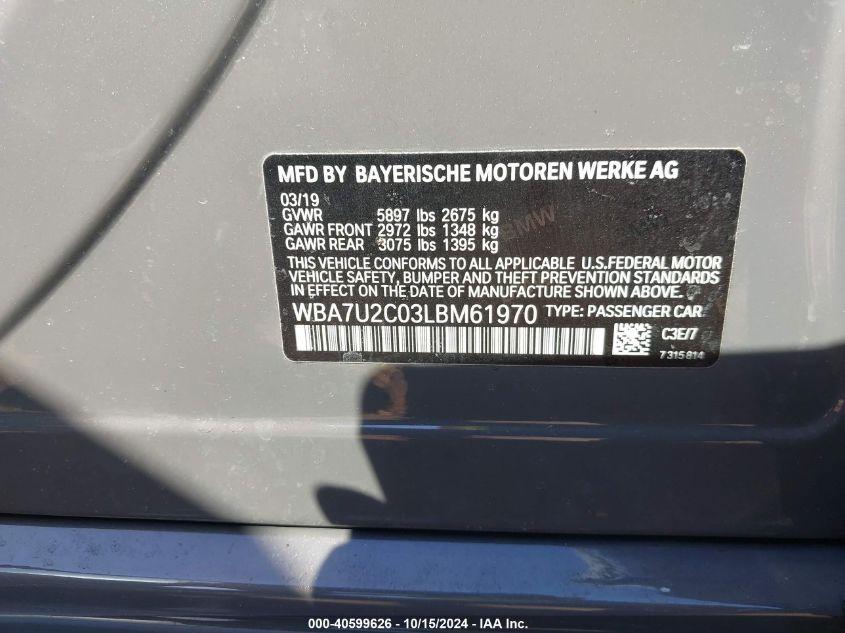 MFD BY BAYERISCHE MOTOREN WERKE AG
03/19
GVWR 5897 lbs 2675 kg
GAWR FRONT 2972 lbs 1348 kg
GAWR REAR 3075 lbs 1395 kg
BMW
THIS VEHICLE CONFORMS TO ALL APPLICABLE U.S.FEDERAL MOTOR
VEHICLE SAFETY, BUMPER AND THEFT PREVENTION STANDARDS
IN EFFECT ON THE DATE OF MANUFACTURE SHOWN ABOVE.
WBA7U2C03LBM61970 TYPE: PASSENGER CAR
C3E/7
7315814
000-40599626 - 10/15/2024 - IAA Inc.